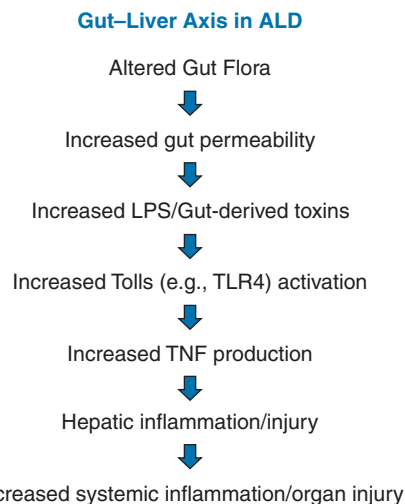 Gut–Liver Axis in ALD
Altered Gut Flora
Increased gut permeability
Increased LPS/Gut-derived toxins
Increased Tolls (e.g., TLR4) activation
Increased TNF production
Hepatic inflammation/injury
creased systemic inflammation/organ injury